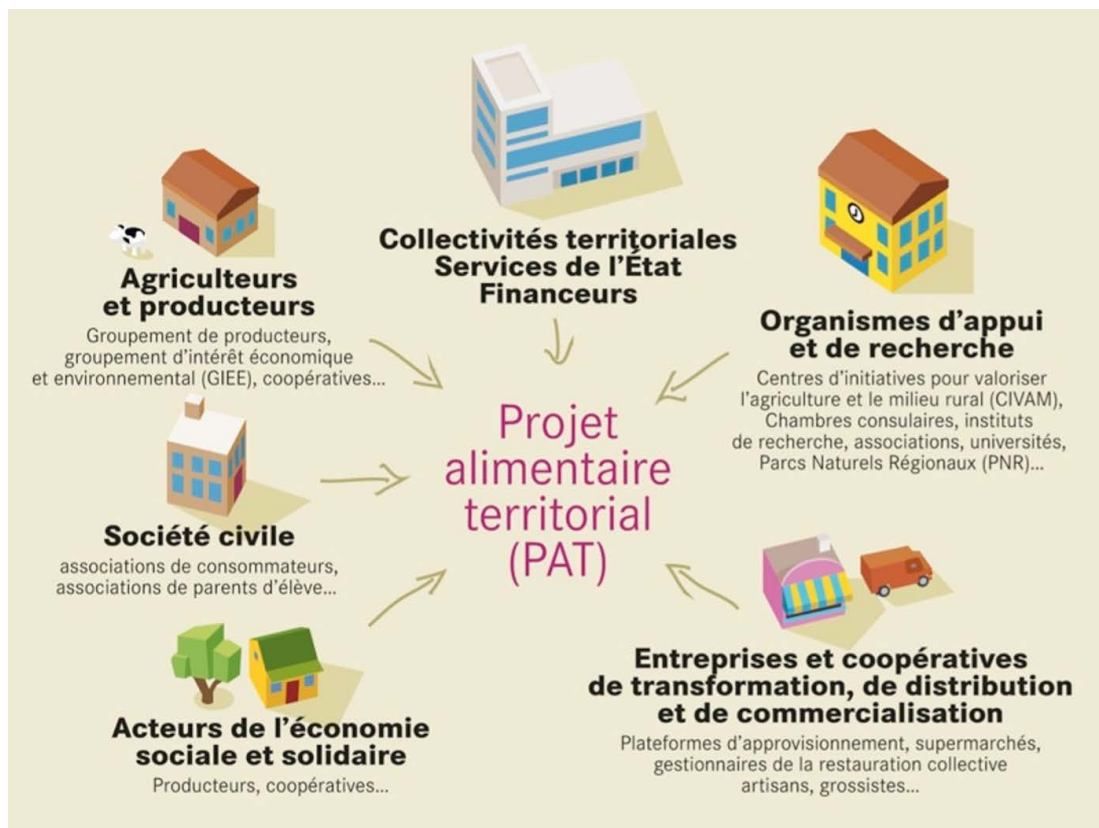 Collectivités territoriales
Services de l'État
Financeurs
Agriculteurs
et producteurs
Groupement de producteurs,
groupement d'intérêt économique
et environnemental (GIEE), coopératives...
Organismes d'appui
et de recherche
Centres d'initiatives pour valoriser
l'agriculture et le milieu rural (CIVAM),
Chambres consulaires, instituts
de recherche, associations, universités,
Parcs Naturels Régionaux (PNR)...
Projet
alimentaire
territorial
(PAT)
Société civile
associations de consommateurs,
associations de parents d'élève...
Acteurs de l'économie
sociale et solidaire
Producteurs, coopératives...
Entreprises et coopératives
de transformation, de distribution
et de commercialisation
Plateformes d'approvisionnement, supermarchés,
gestionnaires de la restauration collective
artisans, grossistes...